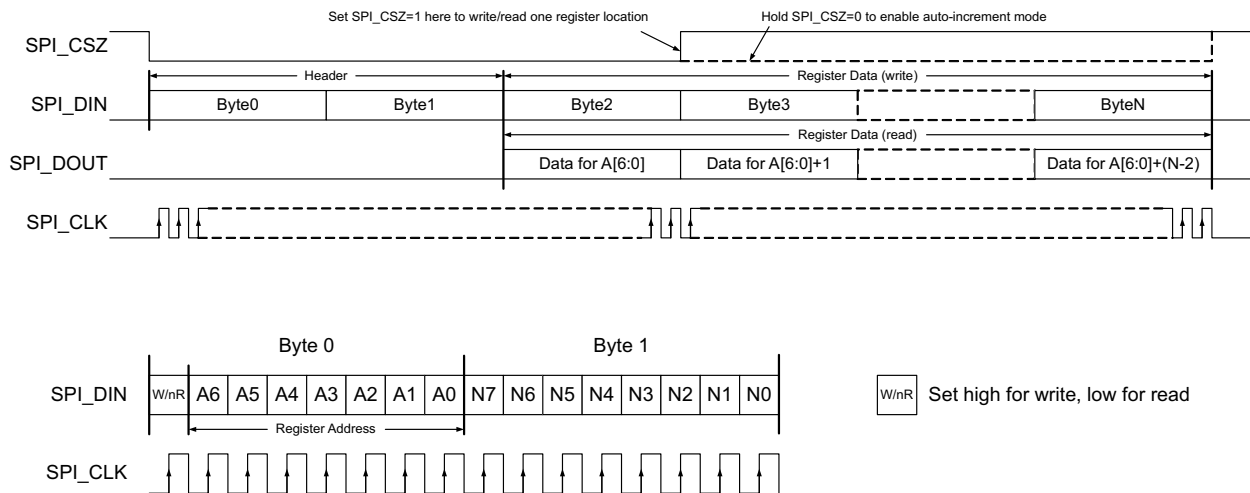 Set SPI_CSZ=1 here to write/read one register location
Hold SPI_CSZ=0 to enable auto-increment mode
SPI_CSZ
Header
Register Data (write)
SPI_DIN
Byte0
Byte1
Byte2
Byte3
ByteN
Register Data (read)
SPI_DOUT
Data for A[6:0]
Data for A[6:0]+1
Data for A[6:0]+(N-2)
SPI_CLK
Byte 0
Byte 1
SPI_DIN
W/nR
A6
A5
A4
A3
A2
A1
A0
N7
N6
N5
N4
N3
N2
N1
N0
W/nR
Set high for write, low for read
Register Address
SPI_CLK